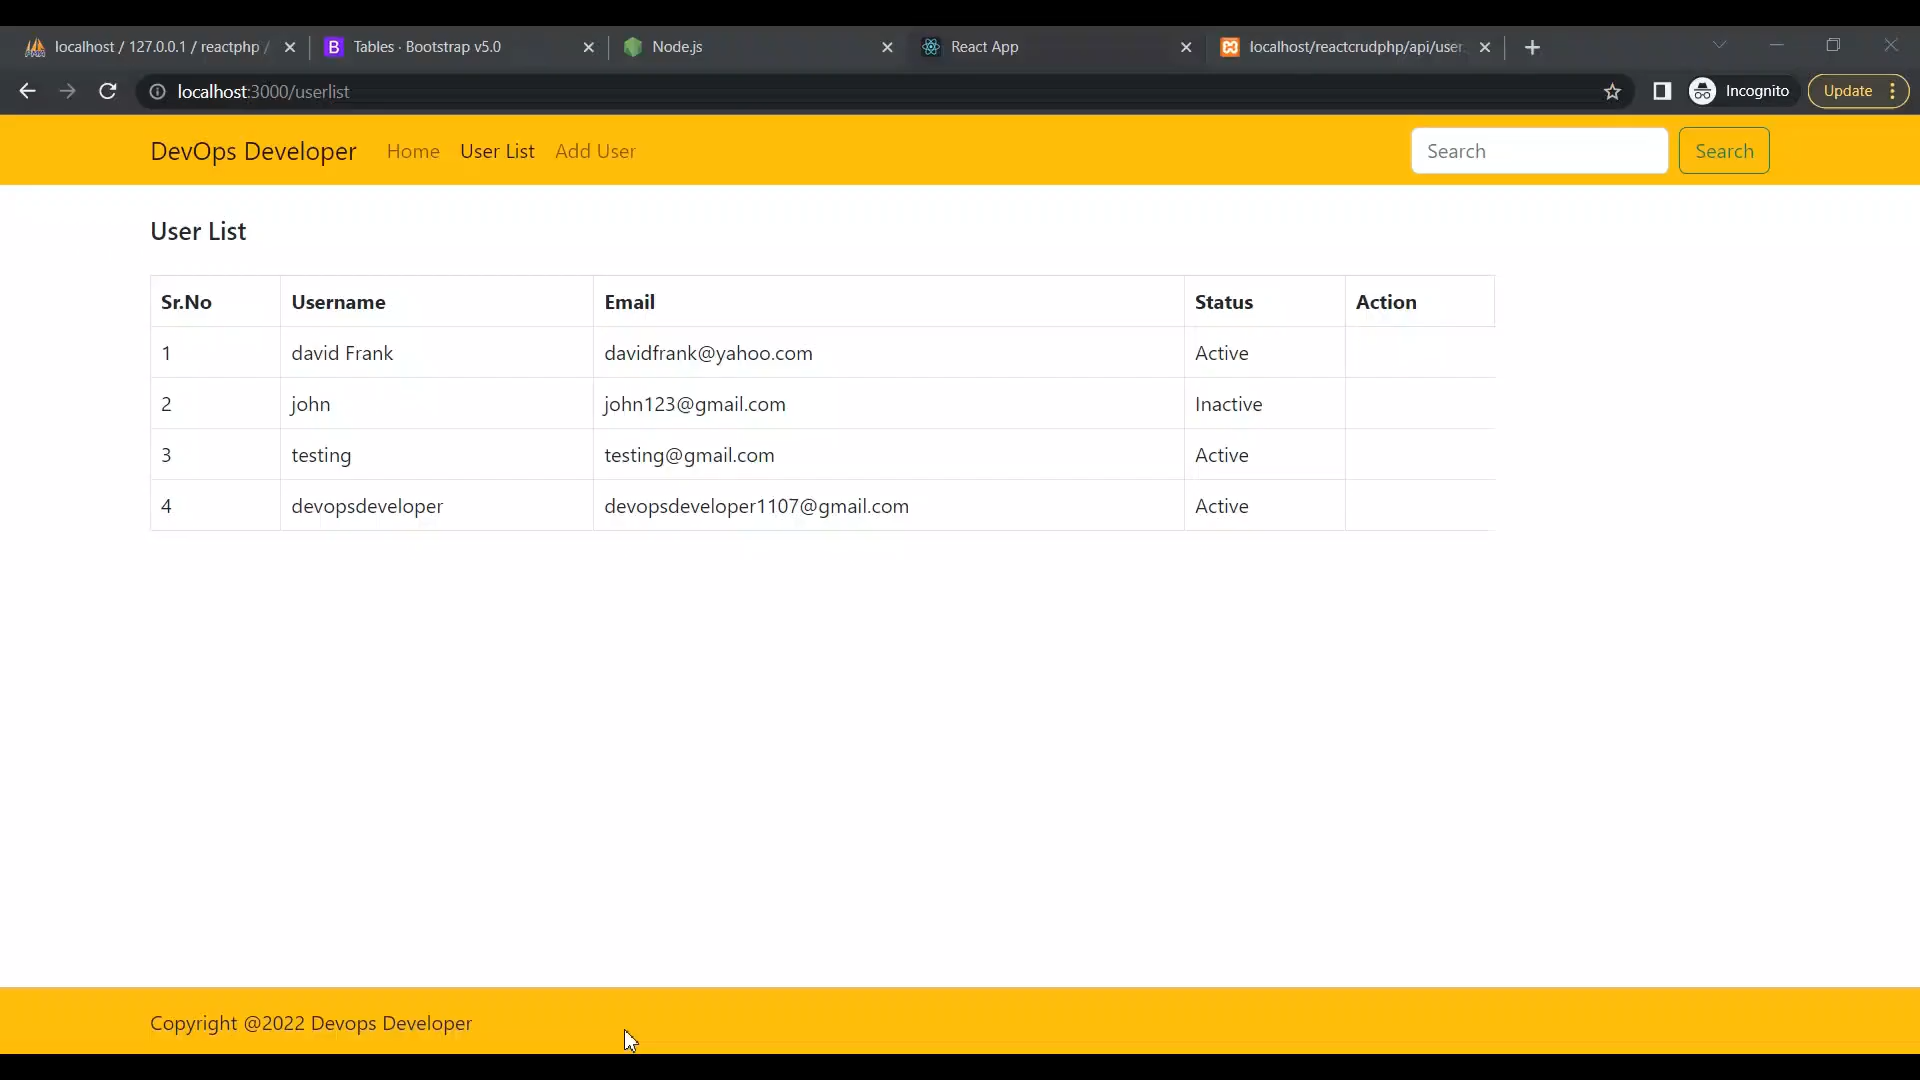 localhost / 127.0.0.1 / reactphp /
Tables · Bootstrap v5.0
Node.js
React App
localhost/reactcrudphp/api/user
localhost:3000/userlist
Incognito
Update
DevOps Developer
Home
User List
Add User
Search
Search
User List
Sr.No Username Email Status Action
1 david Frank davidfrank@yahoo.com Active
2 john john123@gmail.com Inactive
3 testing testing@gmail.com Active
4 devopsdeveloper devopsdeveloper1107@gmail.com Active
Copyright @2022 Devops Developer